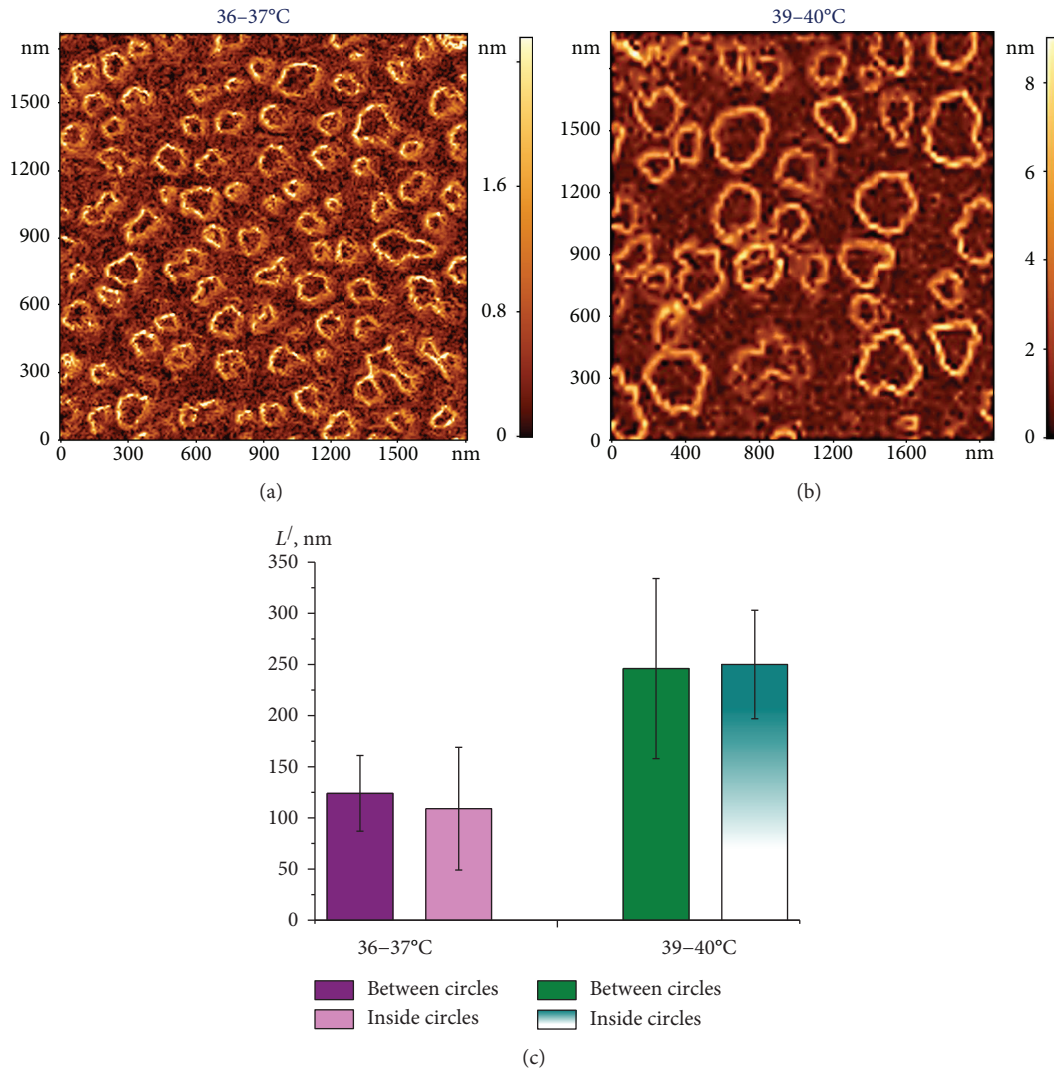 36–37°C
nm
1500
1200
900
600
300
0
0 300 600 900 1200 1500 nm
nm
1.6
0.8
0
(a)
39–40°C
nm
1500
1200
900
600
300
0
0 400 800 1200 1600 nm
nm
8
6
4
2
0
(b)
L/, nm
350
300
250
200
150
100
50
0
36–37°C 39–40°C
Between circles Between circles
Inside circles Inside circles
(c)